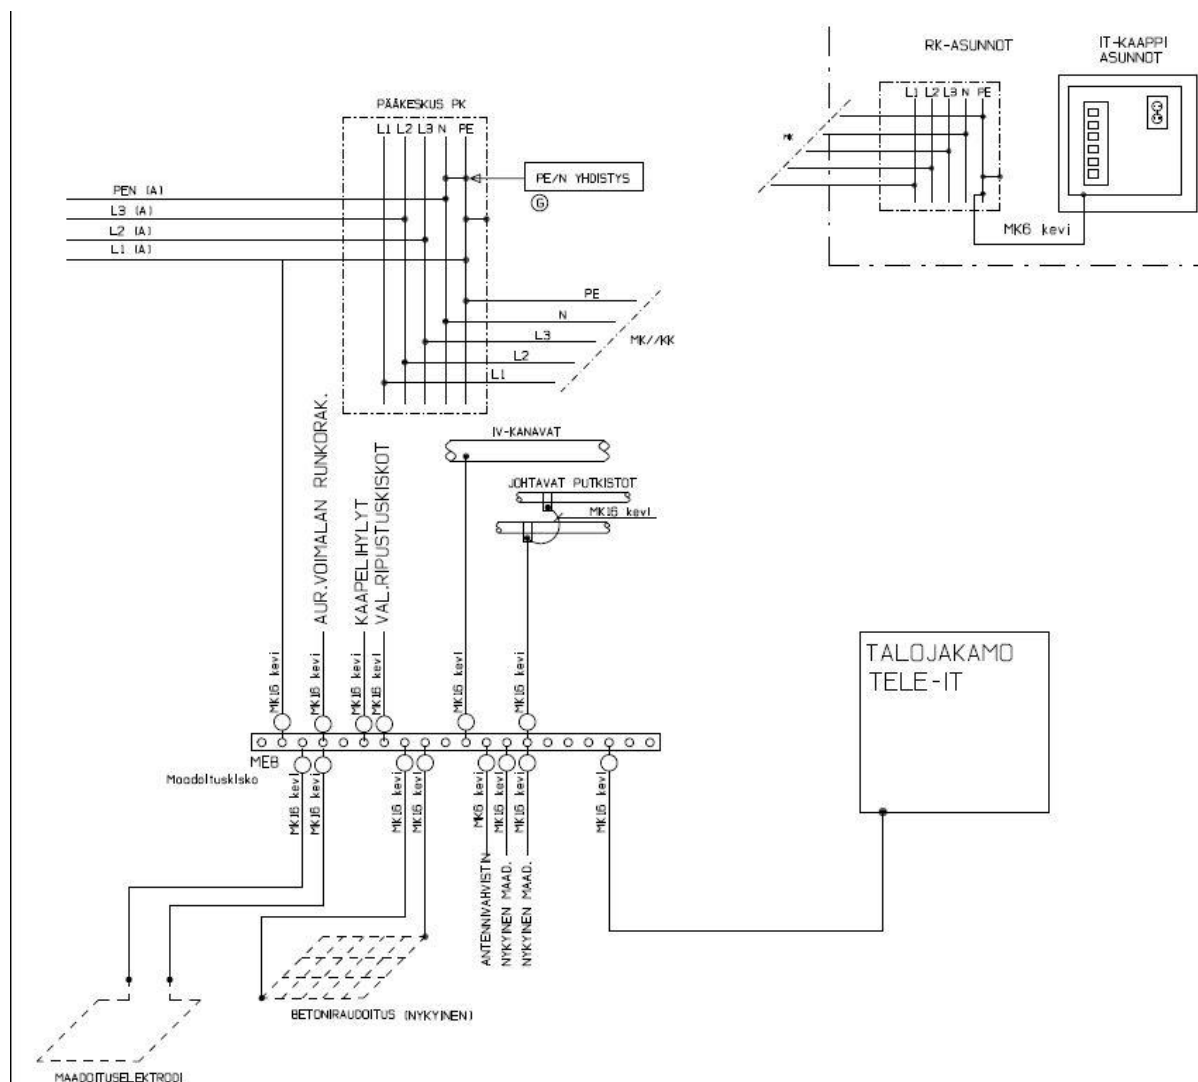 RK-ASUNNOT
IT-KAAPPI
ASUNNOT
L1 L2 L3 N PE
MK
MK6 kevi
PÄÄKESKUS PK
L1 L2 L3 N PE
PE/N YHDISTYS
G
PEN (A)
L3 (A)
L2 (A)
L1 (A)
PE
N
L3
L2
L1
MK//KK
IV-KANAVAT
JOHTAVAT PUTKISTOT
MK16 kevi
AUR.VOIMALAN RUNKORAK.
KAAPELIHYLYT
VAL.RIPUSTUSKISKOT
MK16 kevi
MK16 kevi
MK16 kevi
MK16 kevi
MK16 kevi
MK16 kevi
TALOJAKAMO
TELE-IT
MEB
Maadoituskisko
MK16 kevi
MK16 kevi
MK16 kevi
MK16 kevi
MK6 kevi
MK16 kevi
MK16 kevi
MK16 kevi
ANTENNIVAHVISTIN
NYKYINEN MAAD.
NYKYINEN MAAD.
BETONIRAUDOITUS (NYKYINEN)
MAADOITUSELEKTRODI